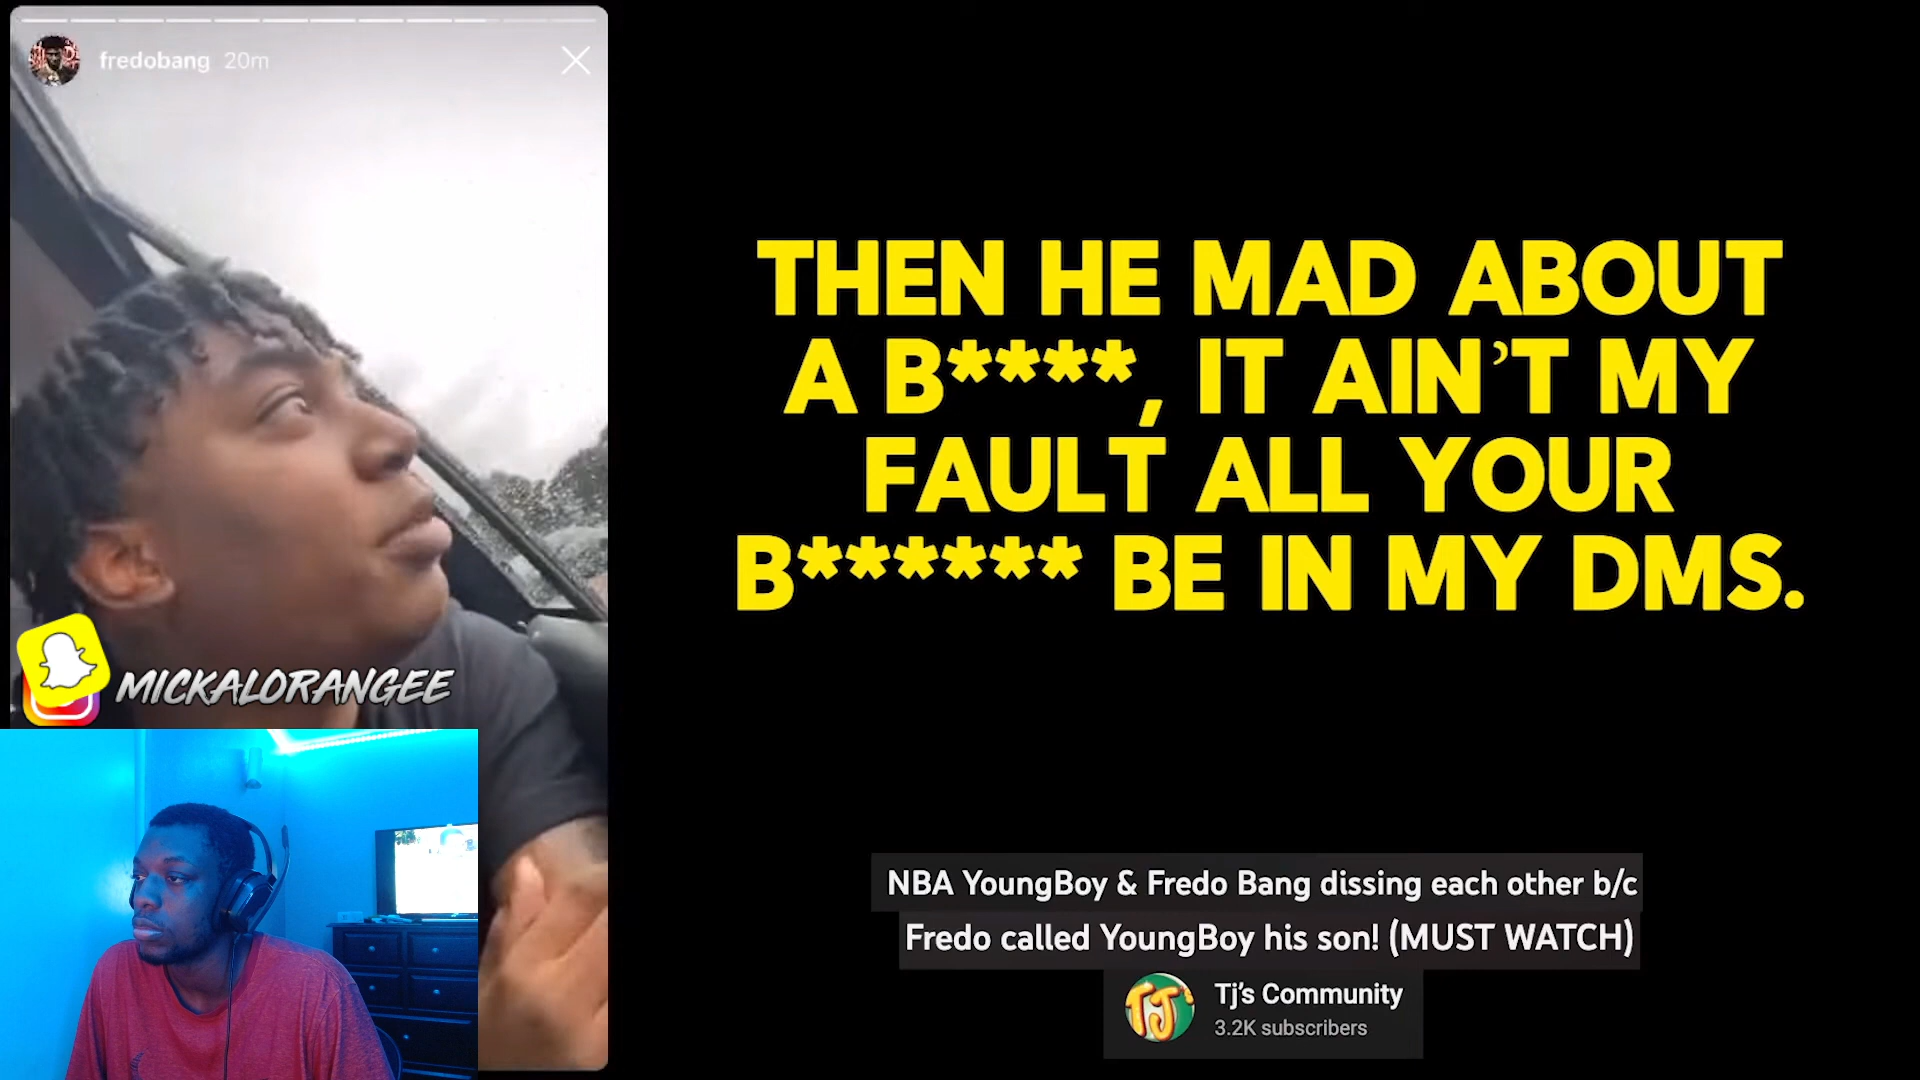 fredobang 20m
MICKALORANGEE
THEN HE MAD ABOUT
A B****, IT AIN'T MY
FAULT ALL YOUR
B****** BE IN MY DMS.
NBA YoungBoy & Fredo Bang dissing each other b/c
Fredo called YoungBoy his son! (MUST WATCH)
TJ's
Tj's Community
3.2K subscribers